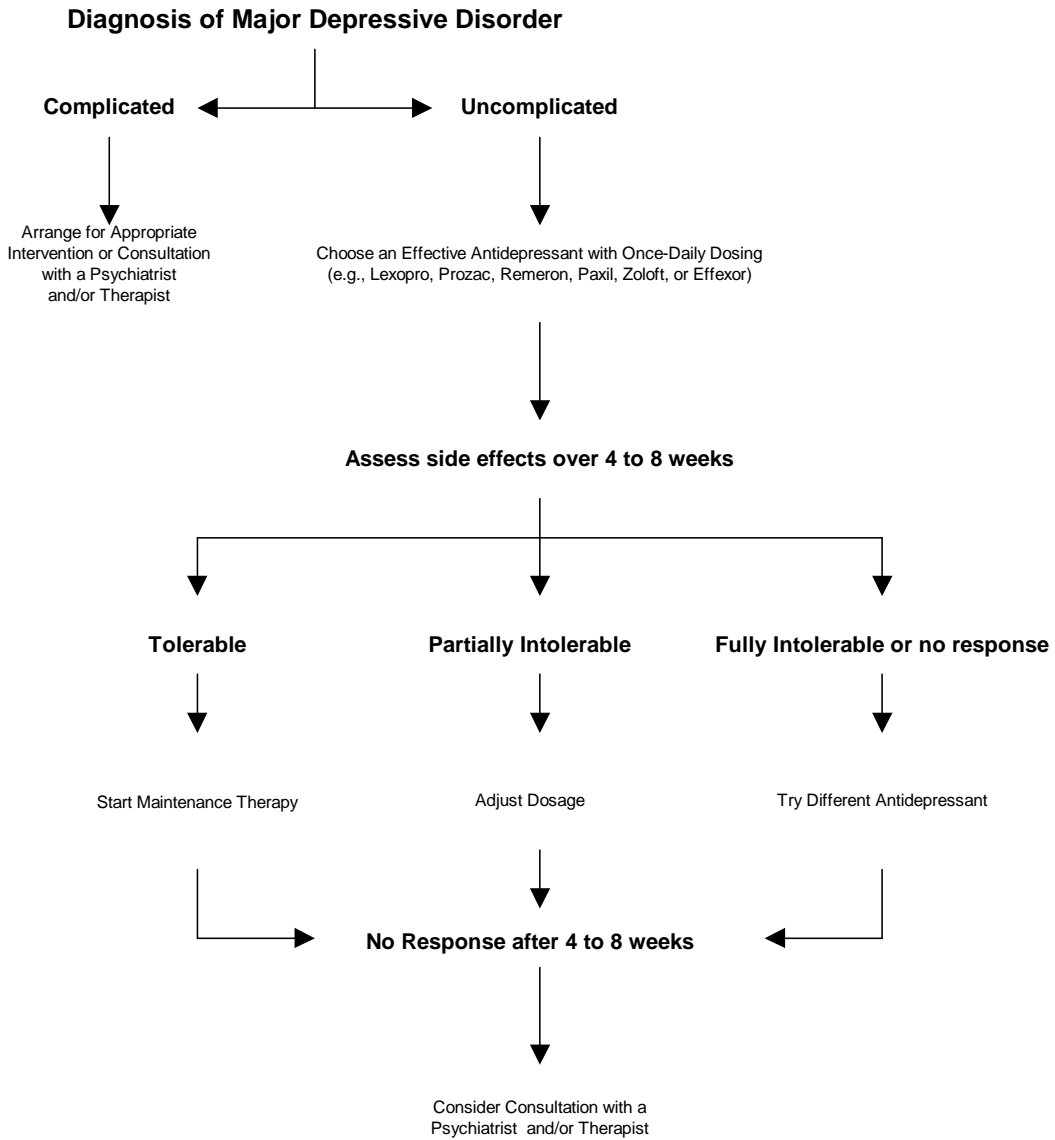 Diagnosis of Major Depressive Disorder
Complicated
Uncomplicated
Arrange for Appropriate
Intervention or Consultation
with a Psychiatrist
and/or Therapist
Choose an Effective Antidepressant with Once-Daily Dosing
(e.g., Lexopro, Prozac, Remeron, Paxil, Zoloft, or Effexor)
Assess side effects over 4 to 8 weeks
Tolerable
Partially Intolerable
Fully Intolerable or no response
Start Maintenance Therapy
Adjust Dosage
Try Different Antidepressant
No Response after 4 to 8 weeks
Consider Consultation with a
Psychiatrist and/or Therapist